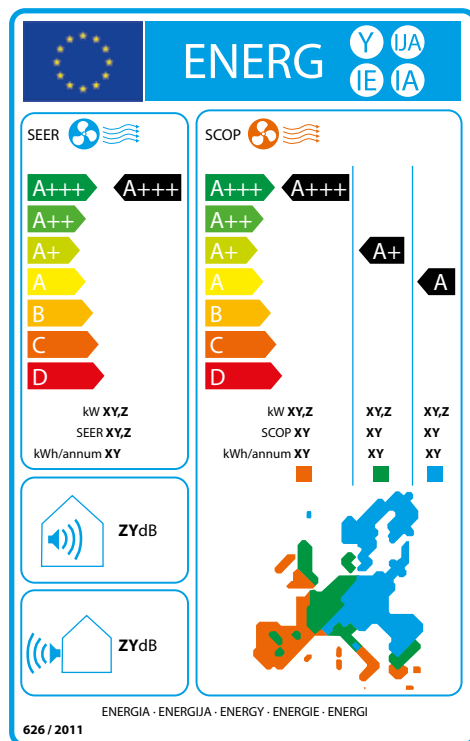 ENERG
Y IJA
IE IA
SEER
A+++ A+++
A++
A+
A
B
C
D
kW XY,Z
SEER XY,Z
kWh/annum XY
SCOP
A+++ A+++
A++
A+ A+
A A
B
C
D
kW XY,Z XY,Z XY,Z
SCOP XY XY XY
kWh/annum XY XY XY
ZYdB
ZYdB
ENERGIA · ENERGIJA · ENERGY · ENERGIE · ENERGI
626 / 2011